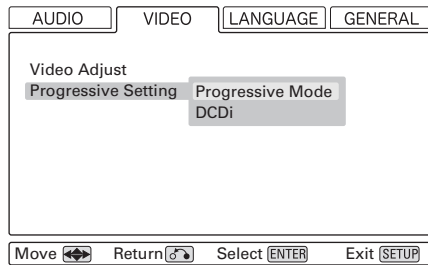 AUDIO VIDEO LANGUAGE GENERAL
Video Adjust
Progressive Setting Progressive Mode
DCDi
Move Return Select ENTER Exit SETUP